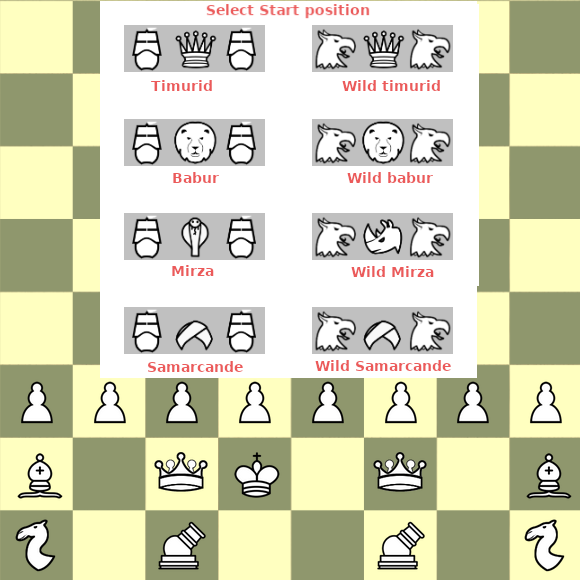 Select Start position
Timurid
Wild timurid
Babur
Wild babur
Mirza
Wild Mirza
Samarcande
Wild Samarcande